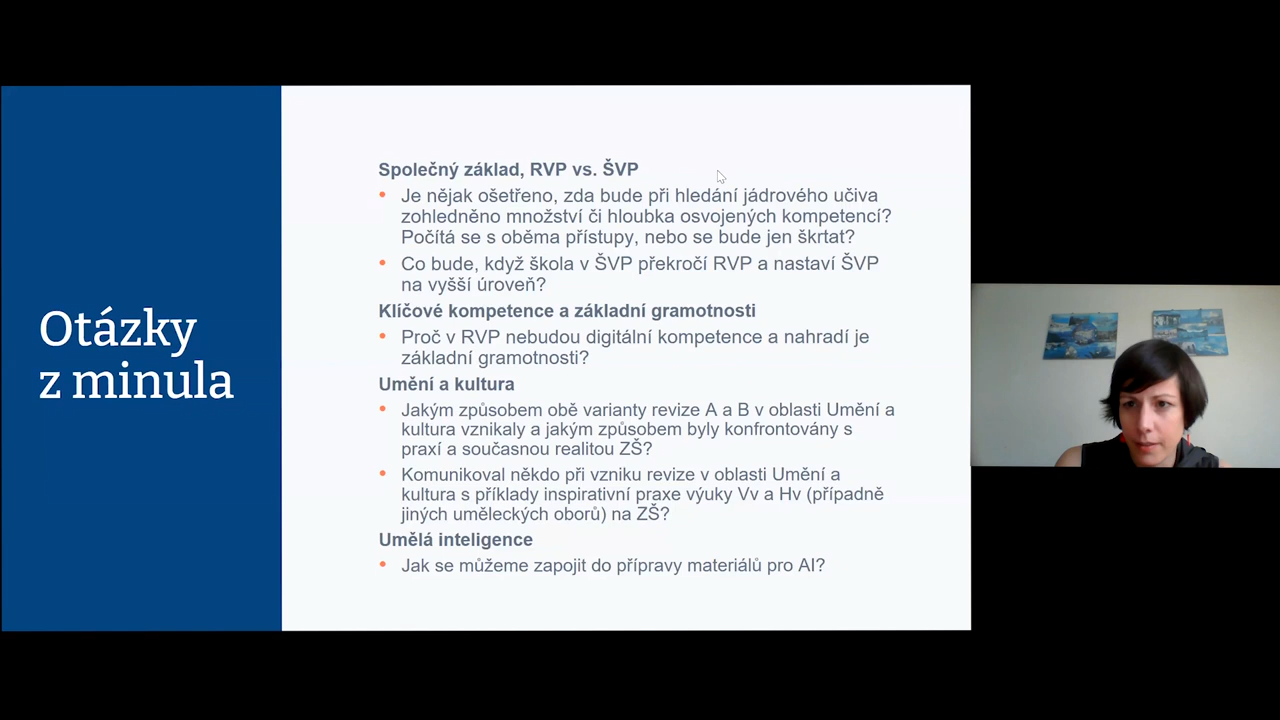 Otázky
z minula
Společný základ, RVP vs. ŠVP
• Je nějak ošetřeno, zda bude při hledání jádrového učiva
zohledněno množství či hloubka osvojených kompetencí?
Počítá se s oběma přístupy, nebo se bude jen škrtat?
• Co bude, když škola v ŠVP překročí RVP a nastaví ŠVP
na vyšší úroveň?
Klíčové kompetence a základní gramotnosti
• Proč v RVP nebudou digitální kompetence a nahradí je
základní gramotnosti?
Umění a kultura
• Jakým způsobem obě varianty revize A a B v oblasti Umění a
kultura vznikaly a jakým způsobem byly konfrontovány s
praxí a současnou realitou ZŠ?
• Komunikoval někdo při vzniku revize v oblasti Umění a
kultura s příklady inspirativní praxe výuky Vv a Hv (případně
jiných uměleckých oborů) na ZŠ?
Umělá inteligence
• Jak se můžeme zapojit do přípravy materiálů pro AI?